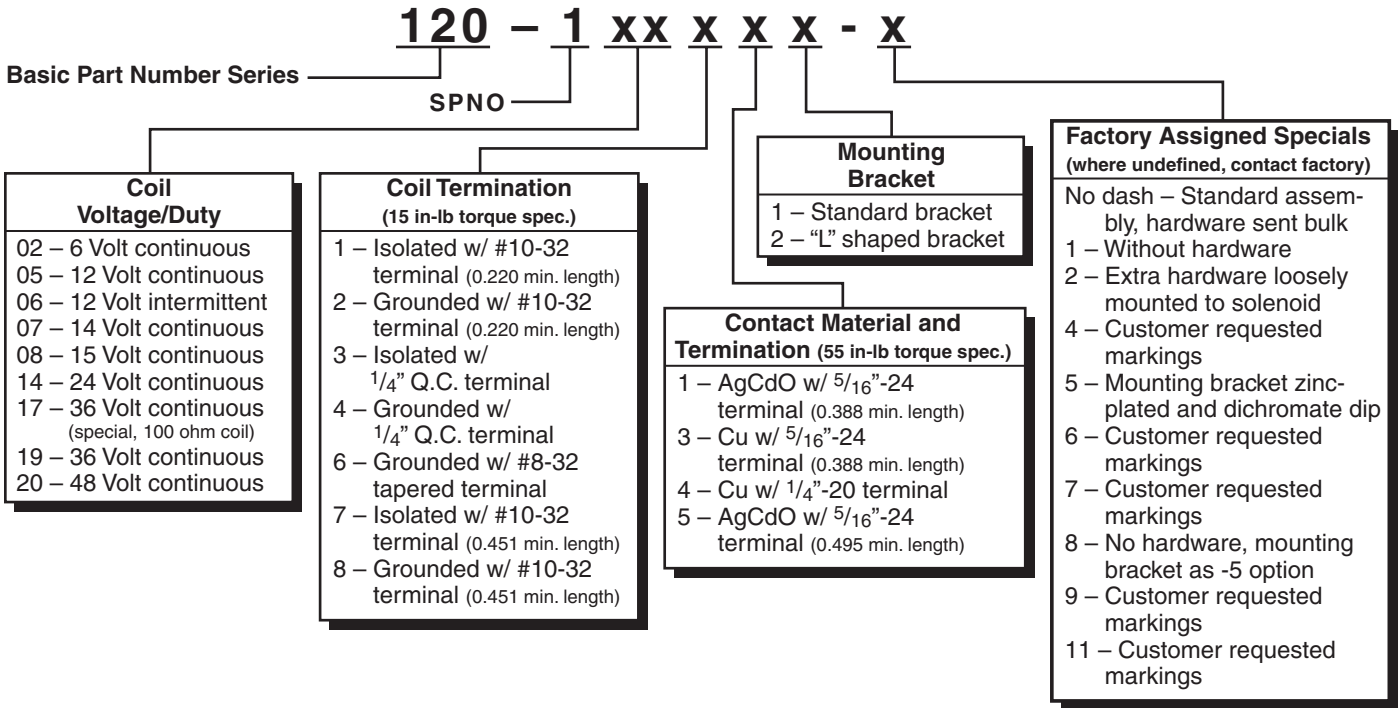 120 – 1 xx x x x - x
Basic Part Number Series
SPNO
Coil
Voltage/Duty
02 – 6 Volt continuous
05 – 12 Volt continuous
06 – 12 Volt intermittent
07 – 14 Volt continuous
08 – 15 Volt continuous
14 – 24 Volt continuous
17 – 36 Volt continuous
(special, 100 ohm coil)
19 – 36 Volt continuous
20 – 48 Volt continuous
Coil Termination
(15 in-lb torque spec.)
1 – Isolated w/ #10-32
terminal (0.220 min. length)
2 – Grounded w/ #10-32
terminal (0.220 min. length)
3 – Isolated w/
1/4” Q.C. terminal
4 – Grounded w/
1/4” Q.C. terminal
6 – Grounded w/ #8-32
tapered terminal
7 – Isolated w/ #10-32
terminal (0.451 min. length)
8 – Grounded w/ #10-32
terminal (0.451 min. length)
Mounting
Bracket
1 – Standard bracket
2 – “L” shaped bracket
Contact Material and
Termination (55 in-lb torque spec.)
1 – AgCdO w/ 5/16”-24
terminal (0.388 min. length)
3 – Cu w/ 5/16”-24
terminal (0.388 min. length)
4 – Cu w/ 1/4”-20 terminal
5 – AgCdO w/ 5/16”-24
terminal (0.495 min. length)
Factory Assigned Specials
(where undefined, contact factory)
No dash – Standard assem-
bly, hardware sent bulk
1 – Without hardware
2 – Extra hardware loosely
mounted to solenoid
4 – Customer requested
markings
5 – Mounting bracket zinc-
plated and dichromate dip
6 – Customer requested
markings
7 – Customer requested
markings
8 – No hardware, mounting
bracket as -5 option
9 – Customer requested
markings
11 – Customer requested
markings